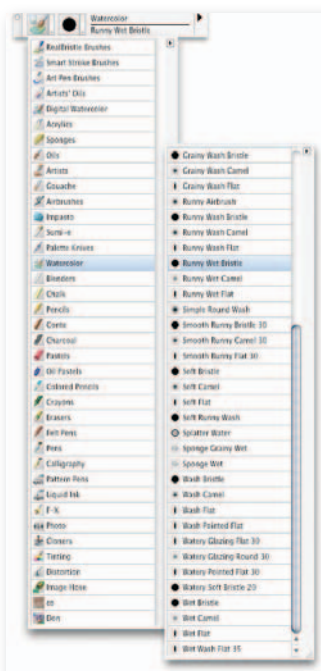 Watercolor
Runny Wet Bristle
RealBristle Brushes
Smart Stroke Brushes
Art Pen Brushes
Artists' Oils
Digital Watercolor
Acrylics
Sponges
Oils
Artists
Gouache
Airbrushes
Impasto
Sumi-e
Palette Knives
Watercolor
Blenders
Chalk
Pencils
Conte
Charcoal
Pastels
Oil Pastels
Colored Pencils
Crayons
Erasers
Felt Pens
Pens
Calligraphy
Pattern Pens
Liquid Ink
F-X
Photo
Cloners
Tinting
Distortion
Image Hose
Don
Grainy Wash Bristle
Grainy Wash Camel
Grainy Wash Flat
Runny Airbrush
Runny Wash Bristle
Runny Wash Camel
Runny Wash Flat
Runny Wet Bristle
Runny Wet Camel
Runny Wet Flat
Simple Round Wash
Smooth Runny Bristle 30
Smooth Runny Camel 30
Smooth Runny Flat 30
Soft Bristle
Soft Camel
Soft Flat
Soft Runny Wash
Splatter Water
Sponge Grainy Wet
Sponge Wet
Wash Bristle
Wash Camel
Wash Flat
Wash Pointed Flat
Watery Glazing Flat 30
Watery Glazing Round 30
Watery Pointed Flat 30
Watery Soft Bristle 20
Wet Bristle
Wet Camel
Wet Flat
Wet Wash Flat 35